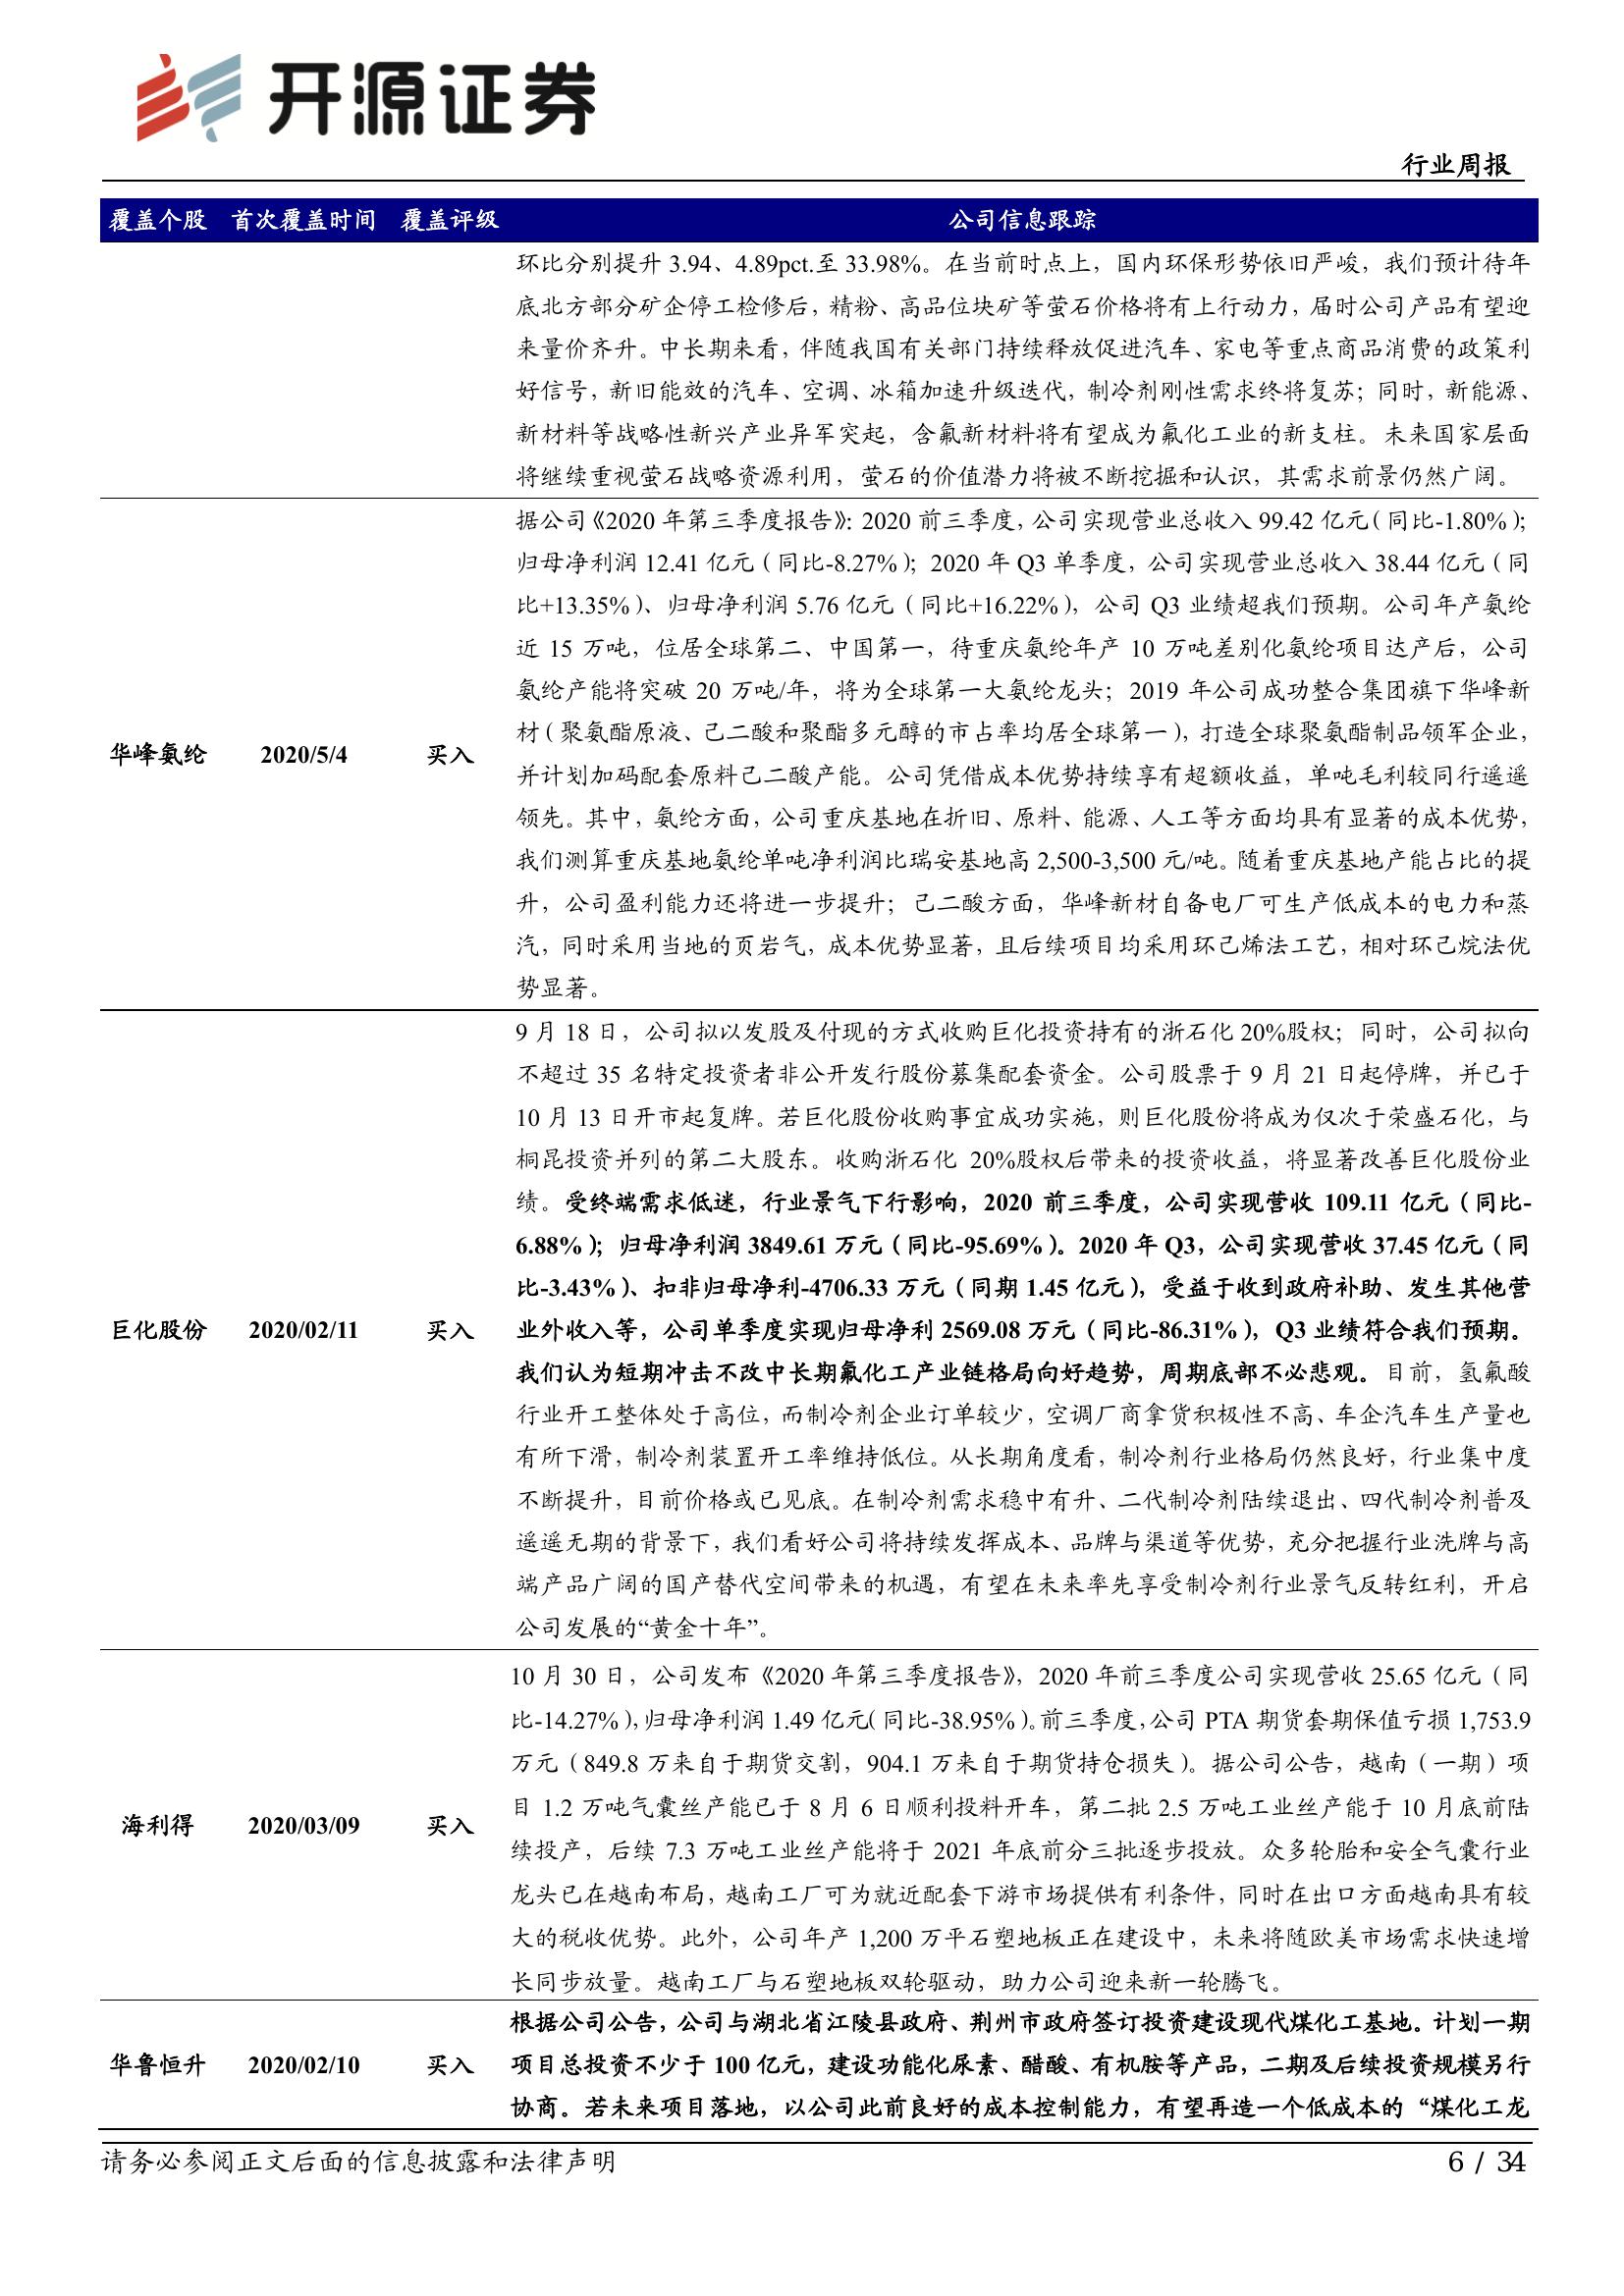 开源证券
行业周报
覆盖个股 首次覆盖时间 覆盖评级 公司信息跟踪
环比分别提升 3.94、4.89pct.至 33.98%。在当前时点上，国内环保形势依旧严峻，我们预计待年
底北方部分矿企停工检修后，精粉、高品位块矿等萤石价格将有上行动力，届时公司产品有望迎
来量价齐升。中长期来看，伴随我国有关部门持续释放促进汽车、家电等重点商品消费的政策利
好信号，新旧能效的汽车、空调、冰箱加速升级迭代，制冷剂刚性需求终将复苏；同时，新能源、
新材料等战略性新兴产业异军突起，含氟新材料将有望成为氟化工业的新支柱。未来国家层面
将继续重视萤石战略资源利用，萤石的价值潜力将被不断挖掘和认识，其需求前景仍然广阔。
据公司《2020 年第三季度报告》：2020 前三季度，公司实现营业总收入 99.42 亿元（同比-1.80%）；
归母净利润 12.41 亿元（同比-8.27%）；2020 年 Q3 单季度，公司实现营业总收入 38.44 亿元（同
比+13.35%）、归母净利润 5.76 亿元（同比+16.22%），公司 Q3 业绩超我们预期。公司年产氨纶
近 15 万吨，位居全球第二、中国第一，待重庆氨纶年产 10 万吨差别化氨纶项目达产后，公司
氨纶产能将突破 20 万吨/年，将为全球第一大氨纶龙头；2019 年公司成功整合集团旗下华峰新
材（聚氨酯原液、己二酸和聚酯多元醇的市占率均居全球第一），打造全球聚氨酯制品领军企业，
华峰氨纶 2020/5/4 买入
并计划加码配套原料己二酸产能。公司凭借成本优势持续享有超额收益，单吨毛利较同行遥遥
领先。其中，氨纶方面，公司重庆基地在折旧、原料、能源、人工等方面均具有显著的成本优势，
我们测算重庆基地氨纶单吨净利润比瑞安基地高 2,500-3,500 元/吨。随着重庆基地产能占比的提
升，公司盈利能力还将进一步提升；己二酸方面，华峰新材自备电厂可生产低成本的电力和蒸
汽，同时采用当地的页岩气，成本优势显著，且后续项目均采用环己烯法工艺，相对环己烷法优
势显著。
9 月 18 日，公司拟以发股及付现的方式收购巨化投资持有的浙石化 20%股权；同时，公司拟向
不超过 35 名特定投资者非公开发行股份募集配套资金。公司股票于 9 月 21 日起停牌，并已于
10 月 13 日开市起复牌。若巨化股份收购事宜成功实施，则巨化股份将成为仅次于荣盛石化，与
桐昆投资并列的第二大股东。收购浙石化 20%股权后带来的投资收益，将显著改善巨化股份业
绩。受终端需求低迷，行业景气下行影响，2020 前三季度，公司实现营收 109.11 亿元（同比-
6.88%）；归母净利润 3849.61 万元（同比-95.69%）。2020 年 Q3，公司实现营收 37.45 亿元（同
比-3.43%）、扣非归母净利-4706.33 万元（同期 1.45 亿元），受益于收到政府补助、发生其他营
巨化股份 2020/02/11 买入
业外收入等，公司单季度实现归母净利 2569.08 万元（同比-86.31%），Q3 业绩符合我们预期。
我们认为短期冲击不改中长期氟化工产业链格局向好趋势，周期底部不必悲观。目前，氢氟酸
行业开工整体处于高位，而制冷剂企业订单较少，空调厂商拿货积极性不高、车企汽车生产量也
有所下滑，制冷剂装置开工率维持低位。从长期角度看，制冷剂行业格局仍然良好，行业集中度
不断提升，目前价格或已见底。在制冷剂需求稳中有升、二代制冷剂陆续退出、四代制冷剂普及
遥遥无期的背景下，我们看好公司将持续发挥成本、品牌与渠道等优势，充分把握行业洗牌与高
端产品广阔的国产替代空间带来的机遇，有望在未来率先享受制冷剂行业景气反转红利，开启
公司发展的“黄金十年”。
10 月 30 日，公司发布《2020 年第三季度报告》，2020 年前三季度公司实现营收 25.65 亿元（同
比-14.27%），归母净利润 1.49 亿元（同比-38.95%）。前三季度，公司 PTA 期货套期保值亏损 1,753.9
万元（849.8 万来自于期货交割，904.1 万来自于期货持仓损失）。据公司公告，越南（一期）项
目 1.2 万吨气囊丝产能已于 8 月 6 日顺利投料开车，第二批 2.5 万吨工业丝产能于 10 月底前陆
海利得 2020/03/09 买入
续投产，后续 7.3 万吨工业丝产能将于 2021 年底前分三批逐步投放。众多轮胎和安全气囊行业
龙头已在越南布局，越南工厂可为就近配套下游市场提供有利条件，同时在出口方面越南具有较
大的税收优势。此外，公司年产 1,200 万平石塑地板正在建设中，未来将随欧美市场需求快速增
长同步放量。越南工厂与石塑地板双轮驱动，助力公司迎来新一轮腾飞。
根据公司公告，公司与湖北省江陵县政府、荆州市政府签订投资建设现代煤化工基地。计划一期
华鲁恒升 2020/02/10 买入
项目总投资不少于 100 亿元，建设功能化尿素、醋酸、有机胺等产品，二期及后续投资规模另行
协商。若未来项目落地，以公司此前良好的成本控制能力，有望再造一个低成本的“煤化工龙
请务必参阅正文后面的信息披露和法律声明
6 / 34